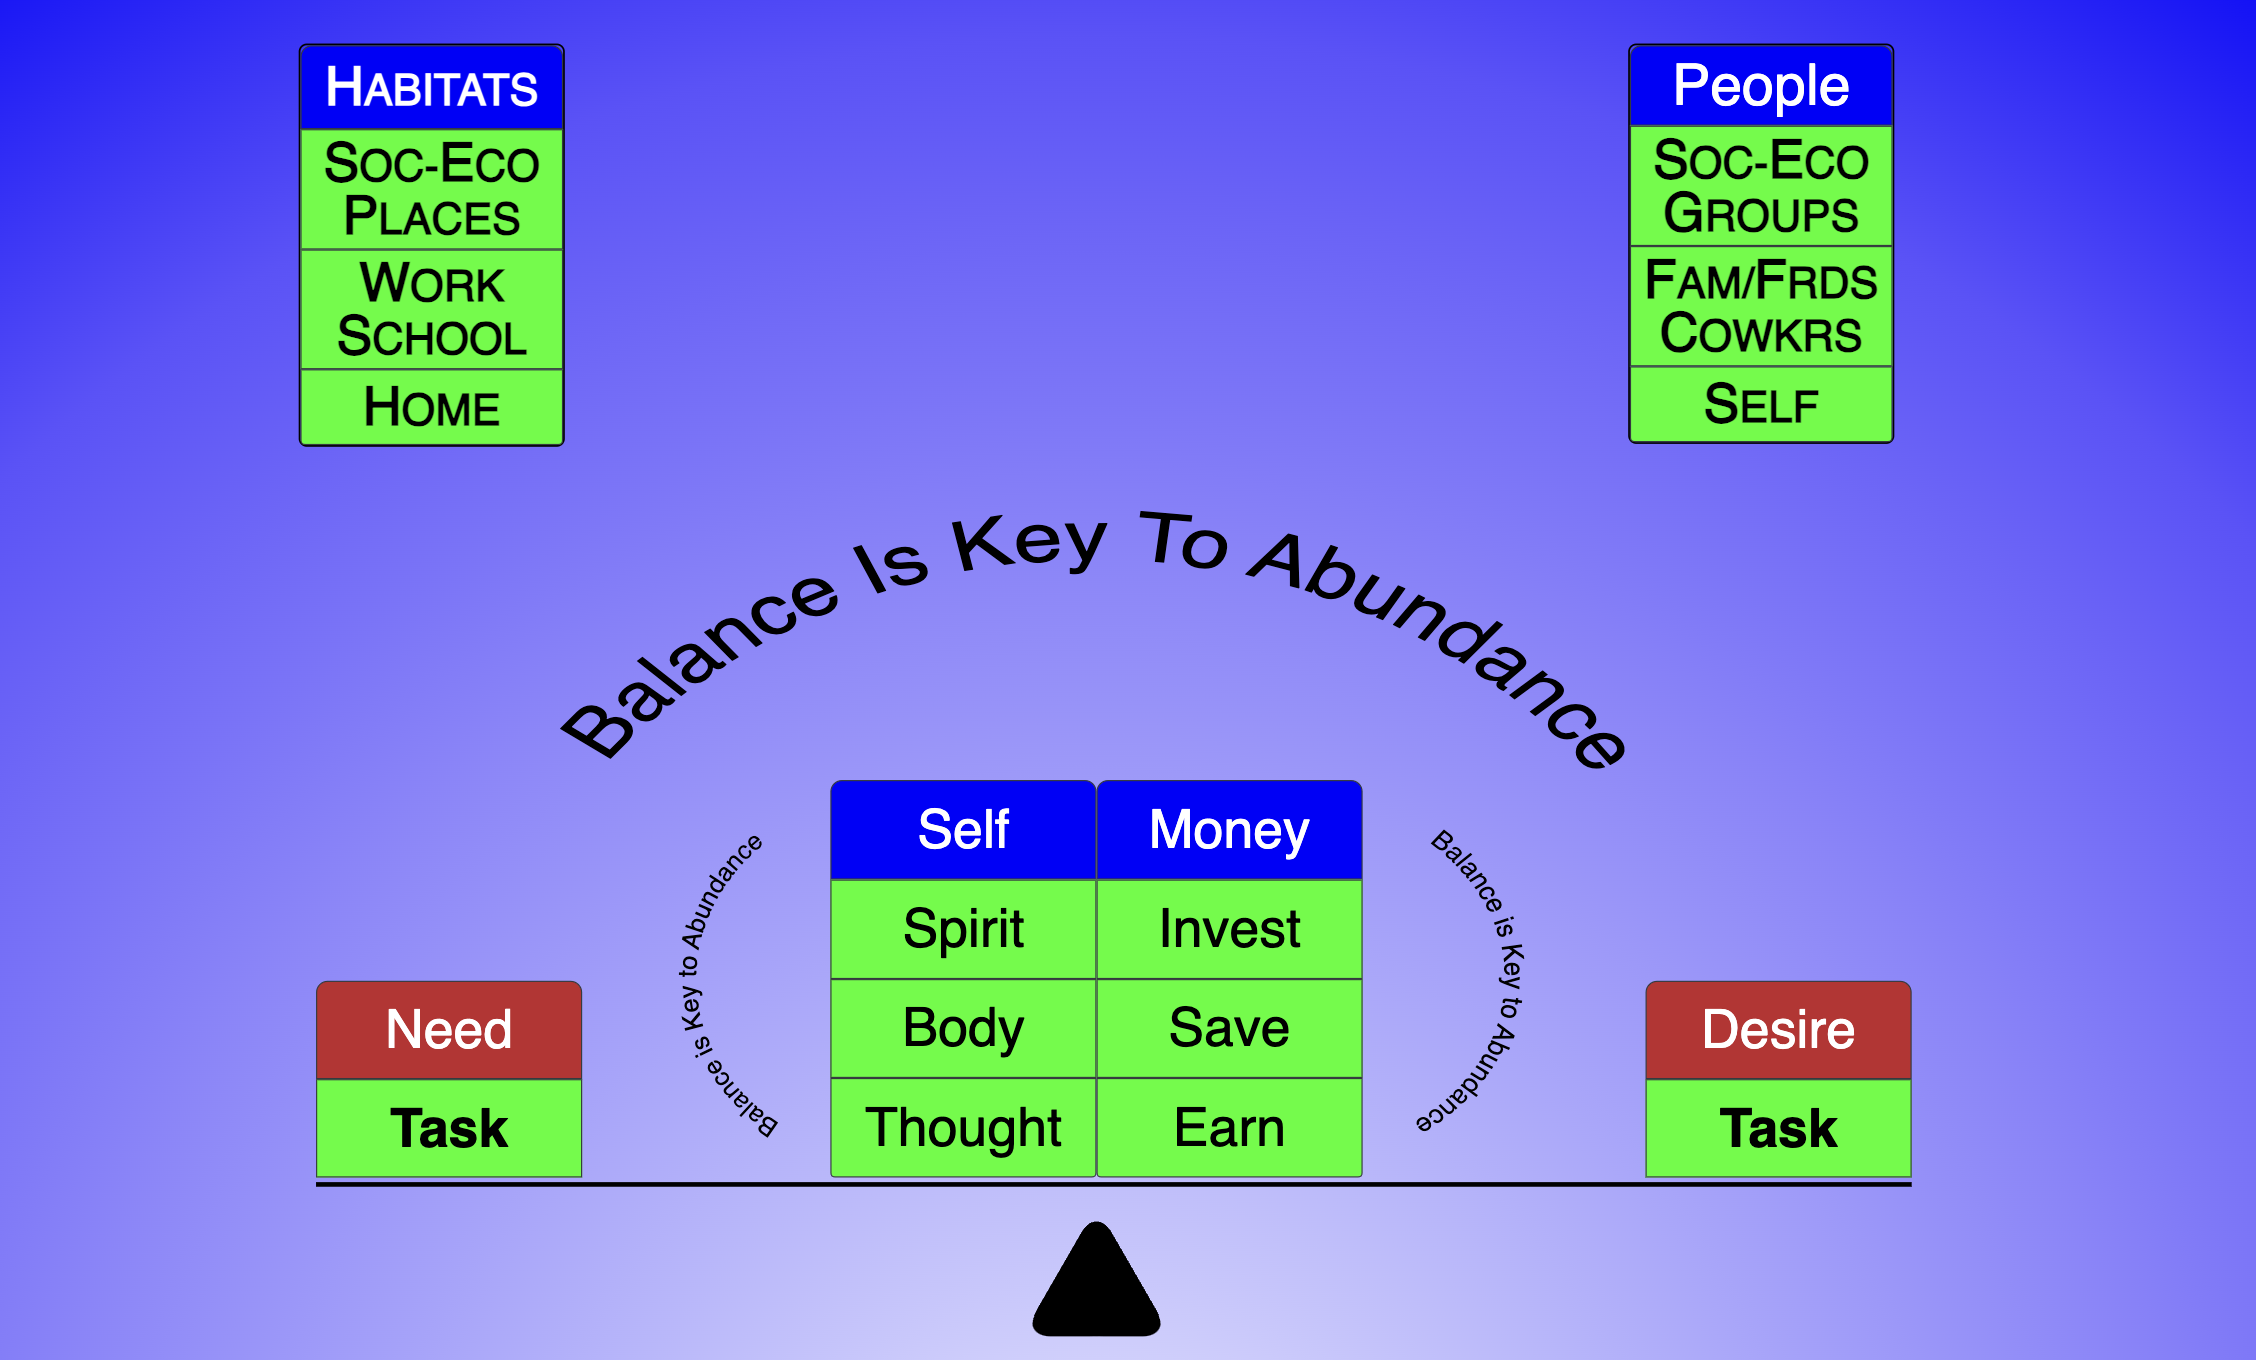 HABITATS
SOC-ECO
PLACES
WORK
SCHOOL
HOME
People
SOC-ECO
GROUPS
FAM/FRDS
COWKRS
SELF
Balance Is Key To Abundance
Balance is Key to Abundance
Self
Money
Spirit
Invest
Body
Save
Thought
Earn
Balance is Key to Abundance
Need
Task
Desire
Task